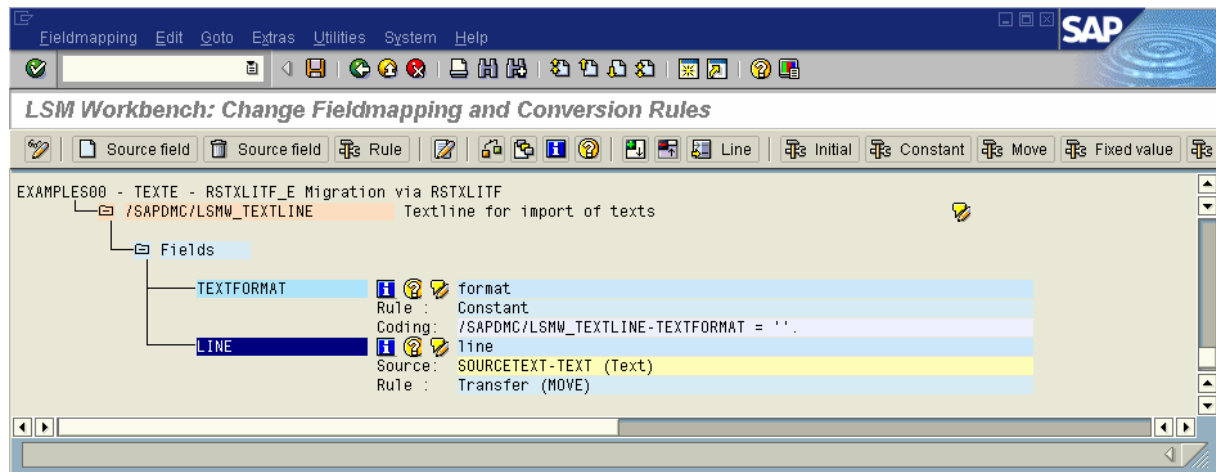 Fieldmapping Edit Goto Extras Utilities System Help
SAP
LSM Workbench: Change Fieldmapping and Conversion Rules
Source field Source field Rule Line Initial Constant Move Fixed value
EXAMPLES00 - TEXTE - RSTXLITF_E Migration via RSTXLITF
/SAPDMC/LSMW_TEXTLINE Textline for import of texts
Fields
TEXTFORMAT format
Rule : Constant
Coding: /SAPDMC/LSMW_TEXTLINE-TEXTFORMAT = ''.
LINE line
Source: SOURCETEXT-TEXT (Text)
Rule : Transfer (MOVE)